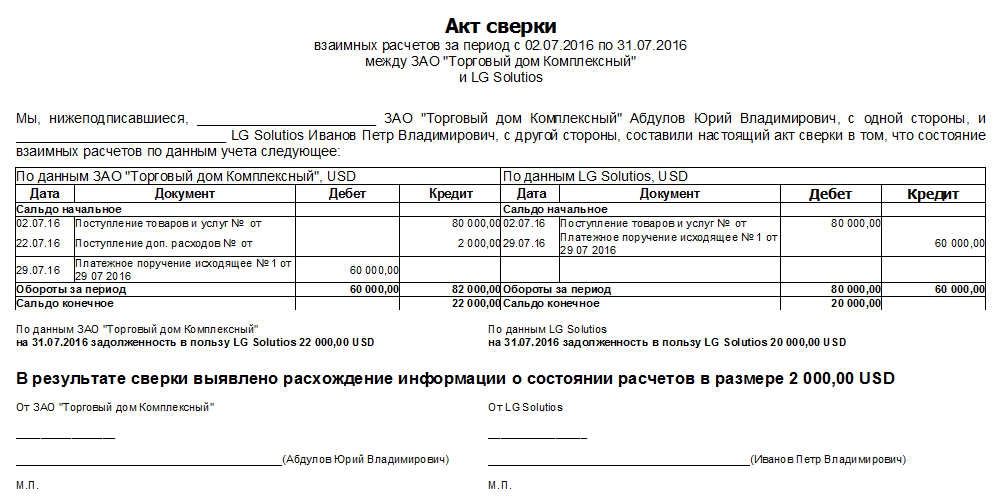 Акт сверки
взаимных расчетов за период с 02.07.2016 по 31.07.2016
между ЗАО "Торговый дом Комплексный"
и LG Solutios
Мы, нижеподписавшиеся, ____________________ ЗАО "Торговый дом Комплексный" Абдулов Юрий Владимирович, с одной стороны, и
____________________ LG Solutios Иванов Петр Владимирович, с другой стороны, составили настоящий акт сверки в том, что состояние
взаимных расчетов по данным учета следующее:
По данным ЗАО "Торговый дом Комплексный", USD По данным LG Solutios, USD
Дата Документ Дебет Кредит Дата Документ Дебет Кредит
Сальдо начальное Сальдо начальное
02.07.16 Поступление товаров и услуг № от 80 000,00 02.07.16 Поступление товаров и услуг № от 80 000,00
22.07.16 Поступление доп. расходов № от 2 000,00 29.07.16 Платежное поручение исходящее № 1 от 29 07 2016 60 000,00
29.07.16 Платежное поручение исходящее № 1 от 29 07 2016 60 000,00
Обороты за период 60 000,00 82 000,00 Обороты за период 80 000,00 60 000,00
Сальдо конечное 22 000,00 Сальдо конечное 20 000,00
По данным ЗАО "Торговый дом Комплексный" По данным LG Solutios
на 31.07.2016 задолженность в пользу LG Solutios 22 000,00 USD на 31.07.2016 задолженность в пользу LG Solutios 20 000,00 USD
В результате сверки выявлено расхождение информации о состоянии расчетов в размере 2 000,00 USD
От ЗАО "Торговый дом Комплексный" От LG Solutios
_______________ _______________
____________________(Абдулов Юрий Владимирович) ____________________(Иванов Петр Владимирович)
М.П. М.П.